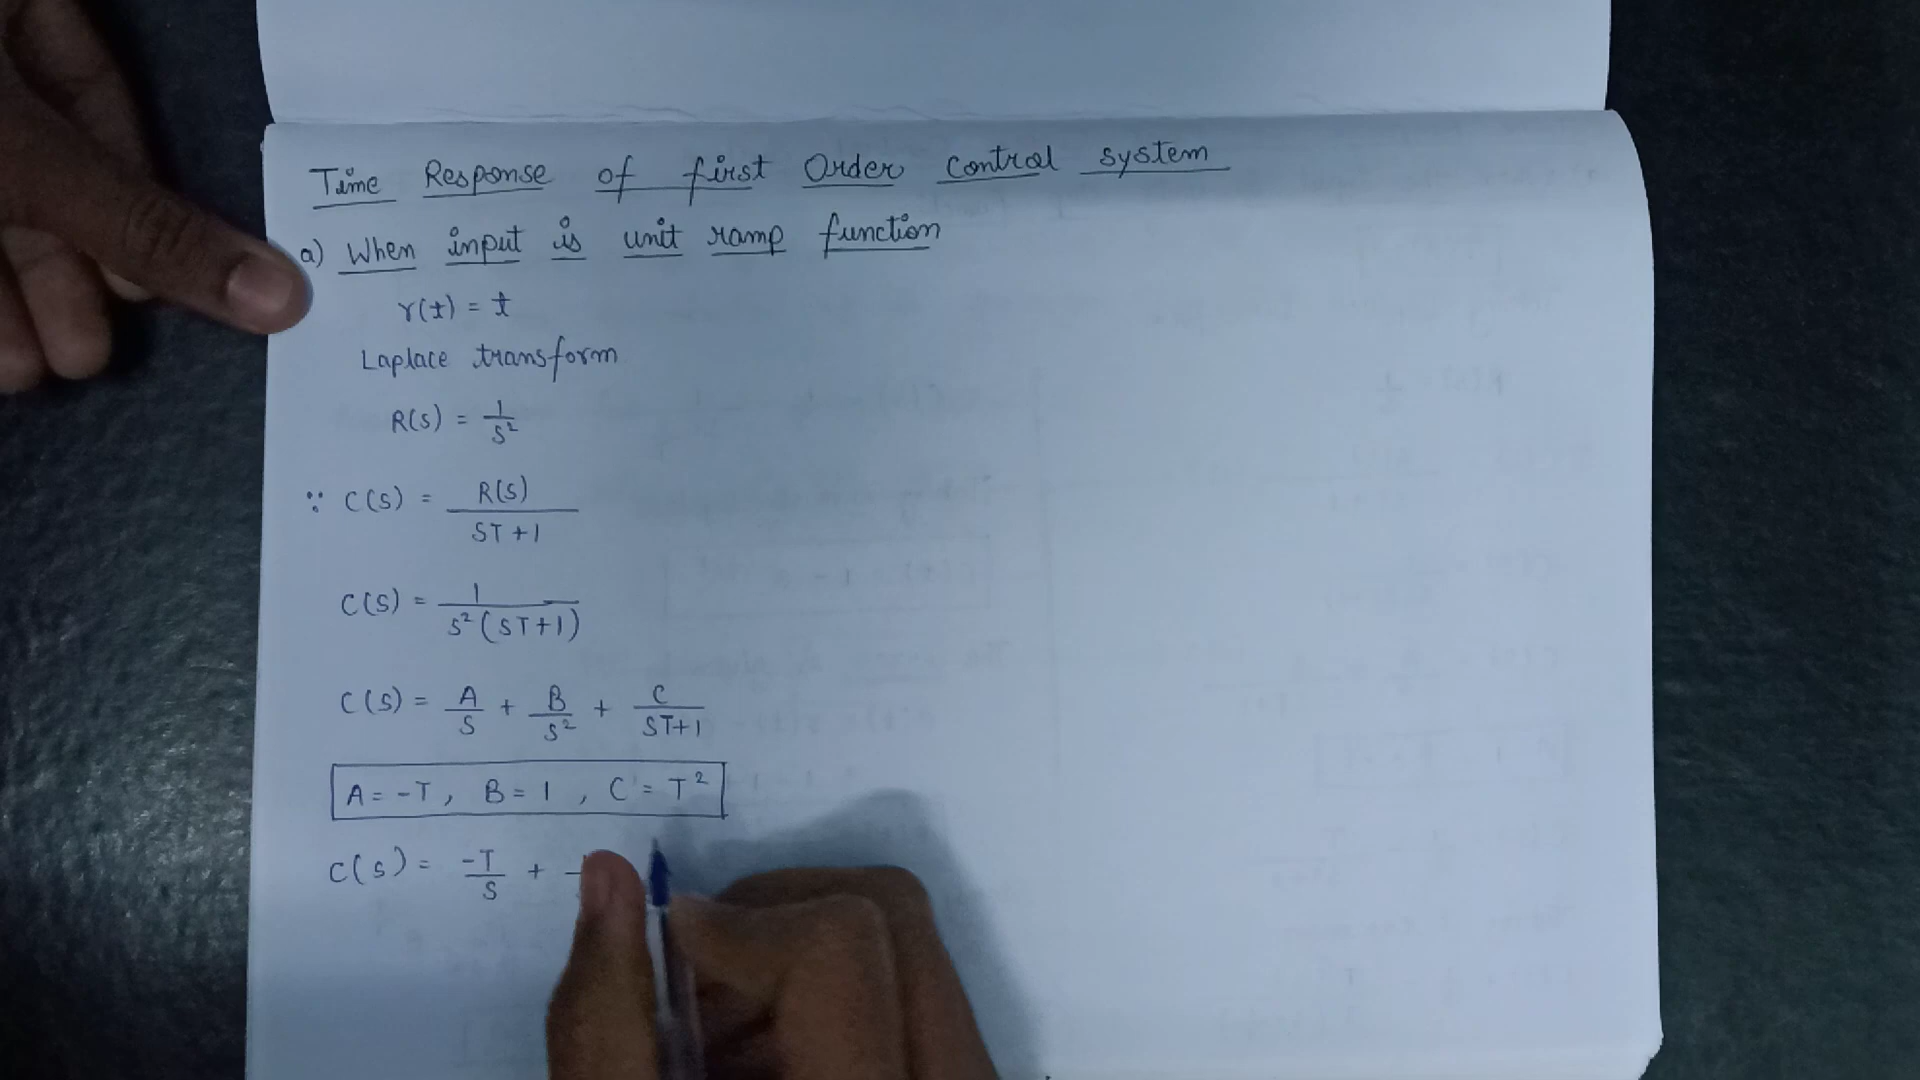 Time Response of first Order control system
a) When input is unit ramp function
r(t) = t
Laplace transform
R(s) = 1/s²
∵ C(s) = R(s)/(ST+1)
C(s) = 1/(s²(ST+1))
C(s) = A/S + B/s² + C/(ST+1)
A = -T, B = 1, C = T²
C(s) = -T/S +